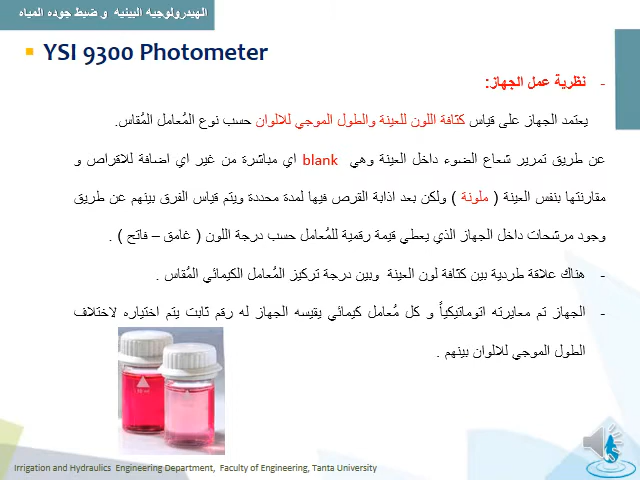 الهيدرولوجيه البينيه و ضبط جوده المياه
YSI 9300 Photometer
- نظرية عمل الجهاز:
يعتمد الجهاز على قياس كثافة اللون للعينة والطول الموجي للالوان حسب نوع المُعامل المُقاس.
عن طريق تمرير شعاع الضوء داخل العينة وهي blank اي مباشرة من غير اي اضافة للاقراص و
مقارنتها بنفس العينة ( ملونة ) ولكن بعد اذابة القرص فيها لمدة محددة ويتم قياس الفرق بينهم عن طريق
وجود مرشحات داخل الجهاز الذي يعطي قيمة رقمية للمُعامل حسب درجة اللون ( غامق – فاتح ) .
- هناك علاقة طردية بين كثافة لون العينة وبين درجة تركيز المُعامل الكيمائي المُقاس .
- الجهاز تم معايرته اتوماتيكياً و كل مُعامل كيمائي يقيسه الجهاز له رقم ثابت يتم اختياره لاختلاف
الطول الموجي للالوان بينهم .
Irrigation and Hydraulics Engineering Department, Faculty of Engineering, Tanta University